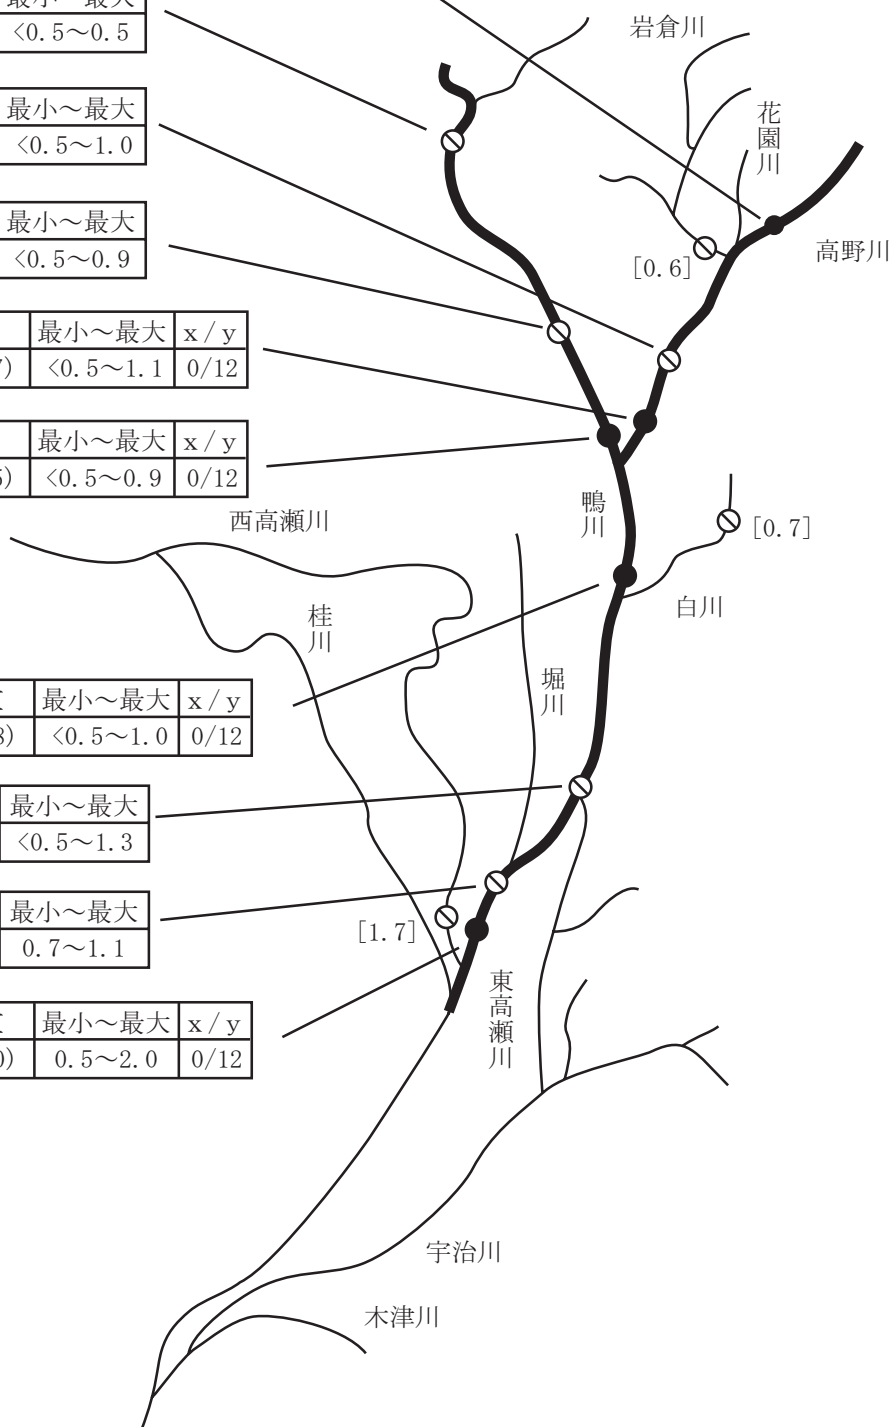 最小～最大
<0.5～0.5
最小～最大
<0.5～1.0
最小～最大
<0.5～0.9
最小～最大 x/y
7) <0.5～1.1 0/12
最小～最大 x/y
5) <0.5～0.9 0/12
最小～最大 x/y
8) <0.5～1.0 0/12
最小～最大
<0.5～1.3
最小～最大
0.7～1.1
最小～最大 x/y
0) 0.5～2.0 0/12
岩倉川
花園川
高野川
[0.6]
鴨川
[0.7]
白川
西高瀬川
桂川
堀川
[1.7]
東高瀬川
宇治川
木津川